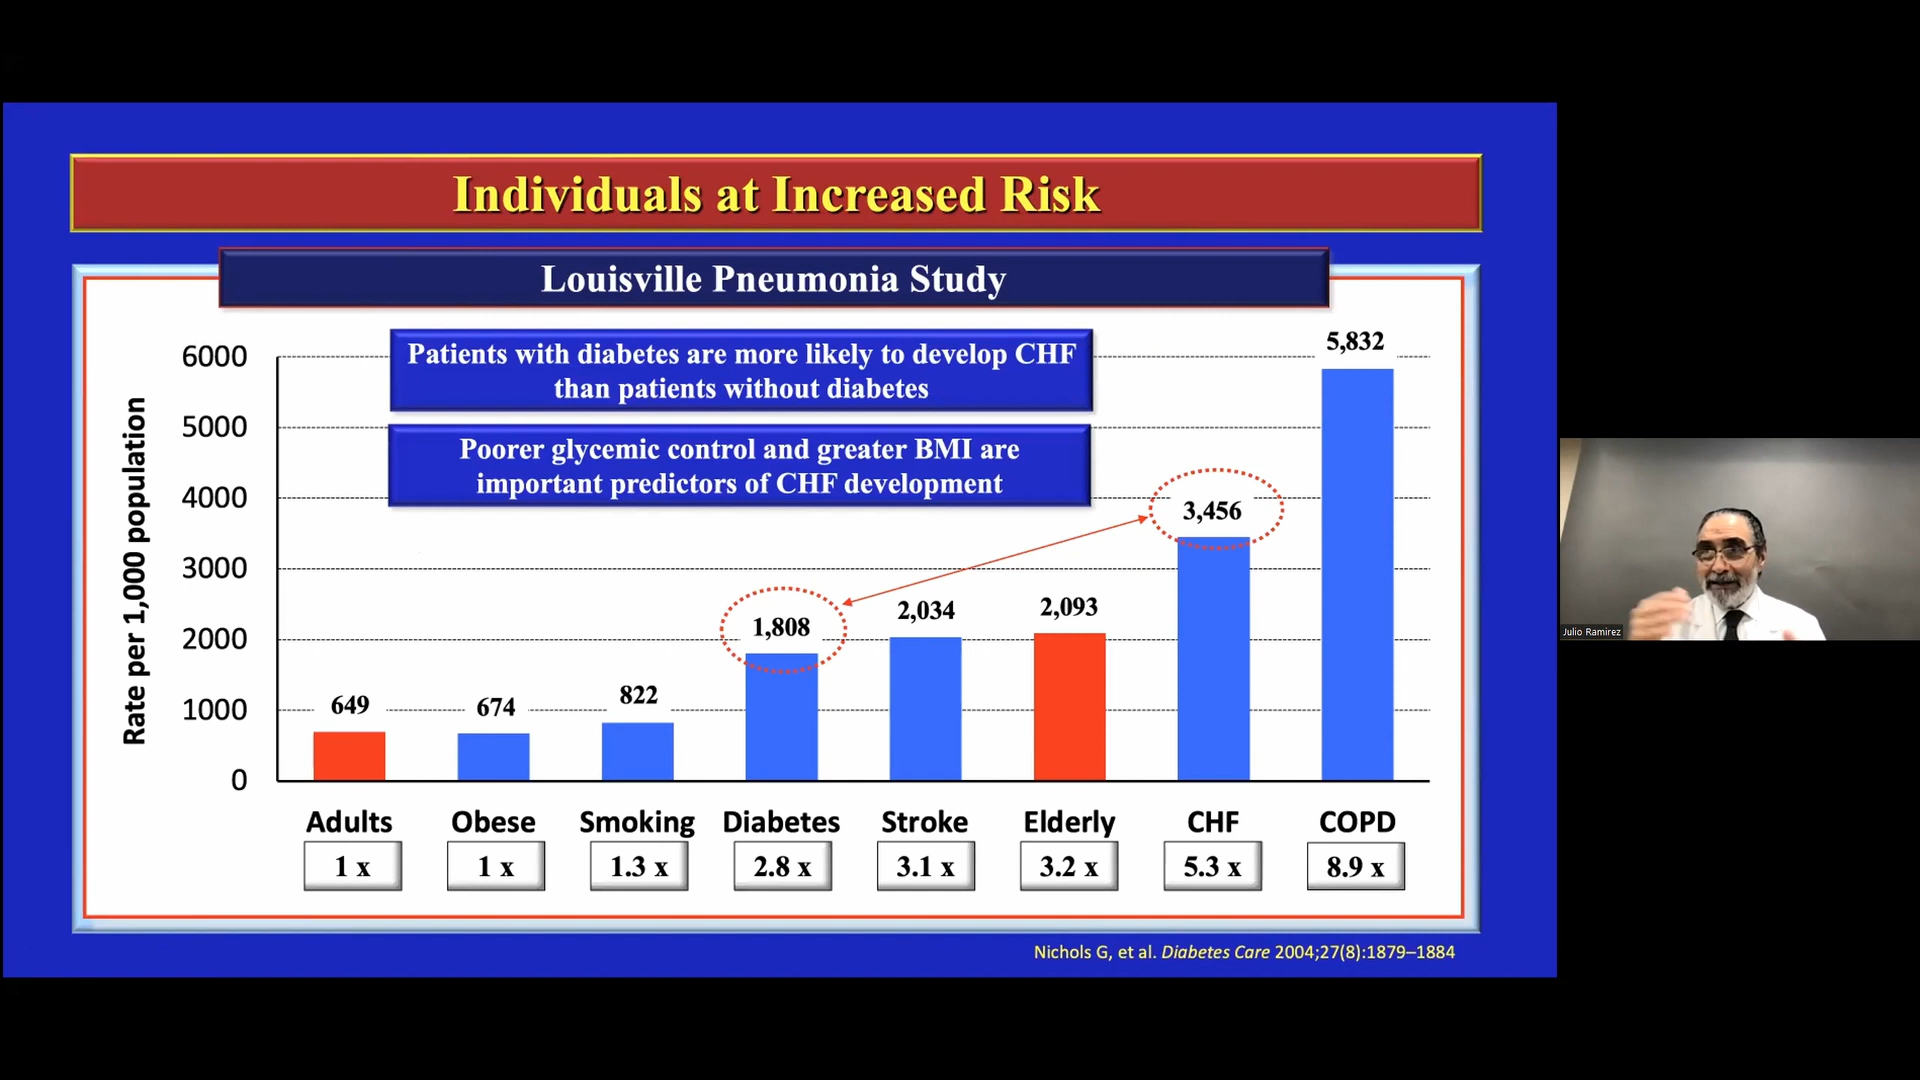 Individuals at Increased Risk
Louisville Pneumonia Study
Patients with diabetes are more likely to develop CHF
than patients without diabetes
Poorer glycemic control and greater BMI are
important predictors of CHF development
Rate per 1,000 population
6000
5000
4000
3000
2000
1000
0
649
674
822
1,808
2,034
2,093
3,456
5,832
Adults
Obese
Smoking
Diabetes
Stroke
Elderly
CHF
COPD
1 x
1 x
1.3 x
2.8 x
3.1 x
3.2 x
5.3 x
8.9 x
Nichols G, et al. Diabetes Care 2004;27(8):1879–1884
Julio Ramirez